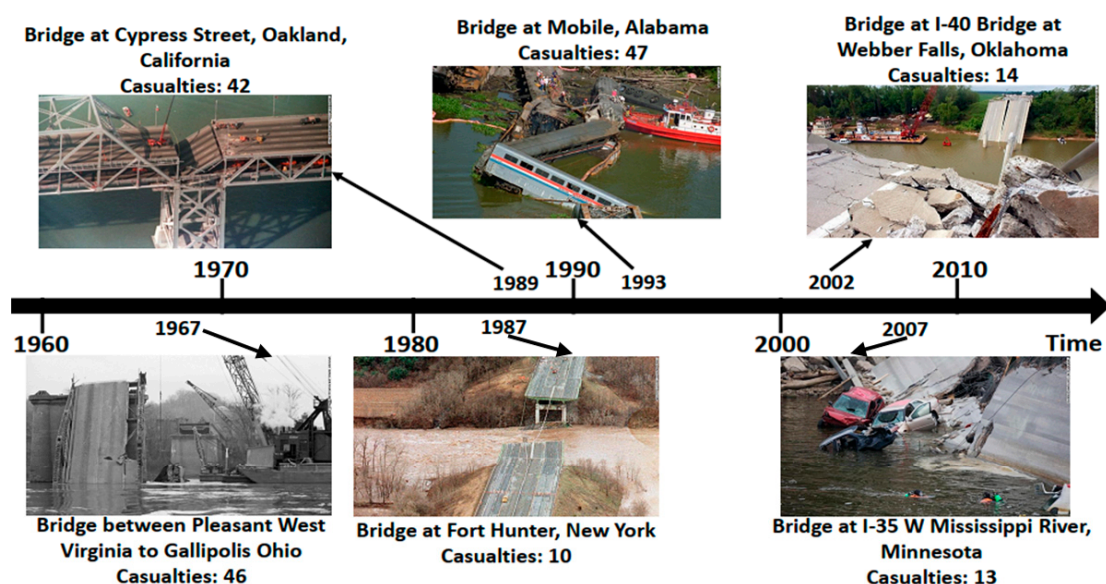 Bridge at Cypress Street, Oakland,
California
Casualties: 42
Bridge at Mobile, Alabama
Casualties: 47
Bridge at I-40 Bridge at
Webber Falls, Oklahoma
Casualties: 14
1970
1989
1990
1993
2002
2010
1960
1967
1980
1987
2000
2007
Time
Bridge between Pleasant West
Virginia to Gallipolis Ohio
Casualties: 46
Bridge at Fort Hunter, New York
Casualties: 10
Bridge at I-35 W Mississippi River,
Minnesota
Casualties: 13